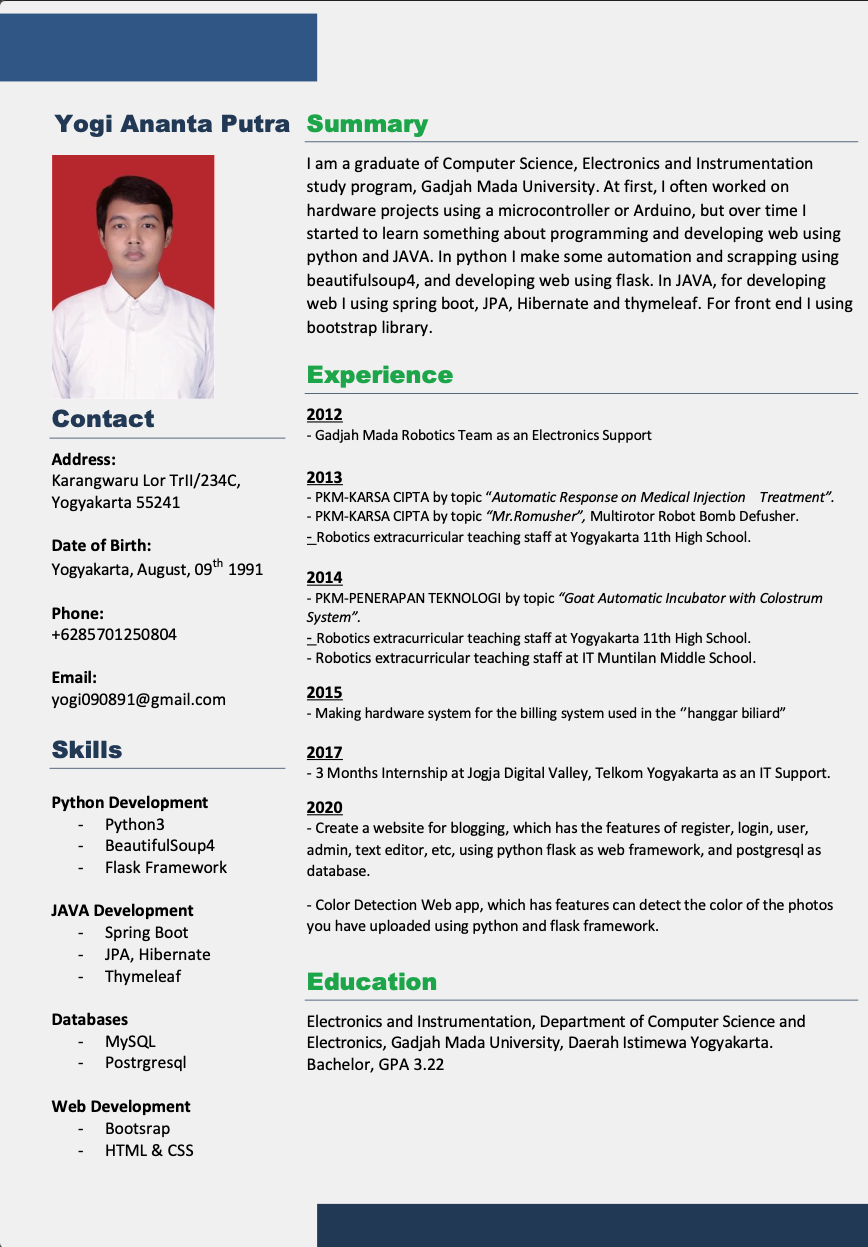 Yogi Ananta Putra
Contact
Address:
Karangwaru Lor TrII/234C,
Yogyakarta 55241
Date of Birth:
Yogyakarta, August, 09th 1991
Phone:
+6285701250804
Email:
yogi090891@gmail.com
Skills
Python Development
- Python3
- BeautifulSoup4
- Flask Framework
JAVA Development
- Spring Boot
- JPA, Hibernate
- Thymeleaf
Databases
- MySQL
- Postrgresql
Web Development
- Bootsrap
- HTML & CSS
Summary
I am a graduate of Computer Science, Electronics and Instrumentation
study program, Gadjah Mada University. At first, I often worked on
hardware projects using a microcontroller or Arduino, but over time I
started to learn something about programming and developing web using
python and JAVA. In python I make some automation and scrapping using
beautifulsoup4, and developing web using flask. In JAVA, for developing
web I using spring boot, JPA, Hibernate and thymeleaf. For front end I using
bootstrap library.
Experience
2012
- Gadjah Mada Robotics Team as an Electronics Support
2013
- PKM-KARSA CIPTA by topic “Automatic Response on Medical Injection Treatment”.
- PKM-KARSA CIPTA by topic “Mr.Romusher”, Multirotor Robot Bomb Defusher.
- Robotics extracurricular teaching staff at Yogyakarta 11th High School.
2014
- PKM-PENERAPAN TEKNOLOGI by topic “Goat Automatic Incubator with Colostrum
System”.
- Robotics extracurricular teaching staff at Yogyakarta 11th High School.
- Robotics extracurricular teaching staff at IT Muntilan Middle School.
2015
- Making hardware system for the billing system used in the ‘’hanggar biliard”
2017
- 3 Months Internship at Jogja Digital Valley, Telkom Yogyakarta as an IT Support.
2020
- Create a website for blogging, which has the features of register, login, user,
admin, text editor, etc, using python flask as web framework, and postgresql as
database.
- Color Detection Web app, which has features can detect the color of the photos
you have uploaded using python and flask framework.
Education
Electronics and Instrumentation, Department of Computer Science and
Electronics, Gadjah Mada University, Daerah Istimewa Yogyakarta.
Bachelor, GPA 3.22